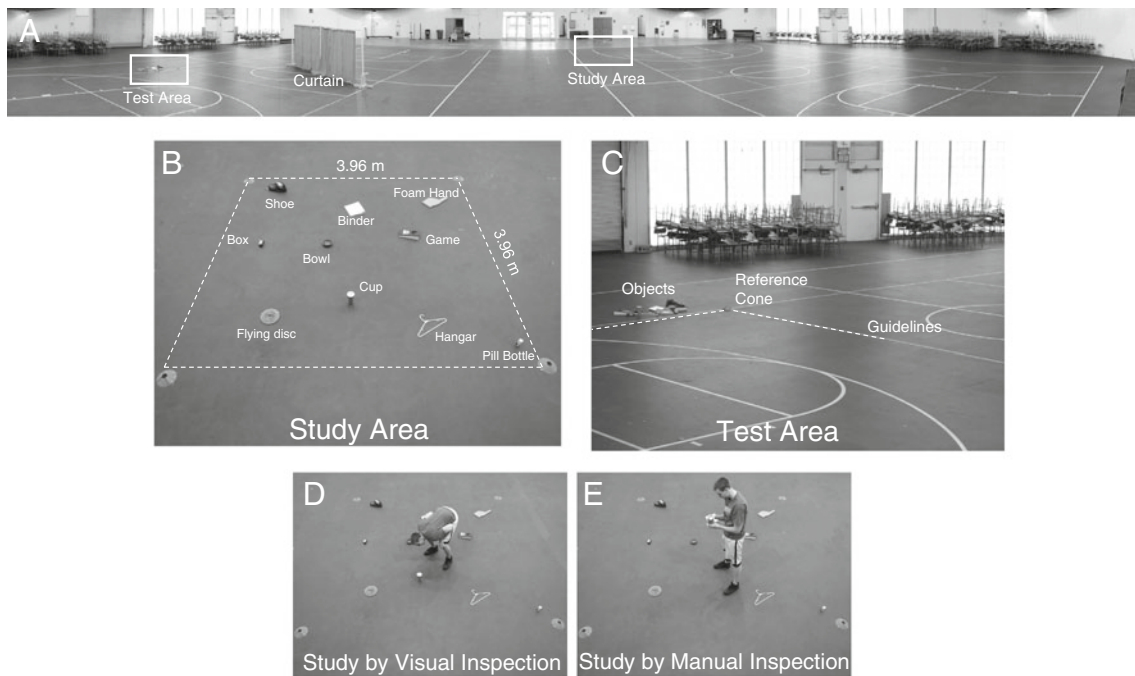 A
Test Area
Curtain
Study Area
B
3.96 m
3.96 m
Shoe
Binder
Foam Hand
Box
Bowl
Game
Cup
Flying disc
Hangar
Pill Bottle
Study Area
C
Objects
Reference
Cone
Guidelines
Test Area
D
Study by Visual Inspection
E
Study by Manual Inspection